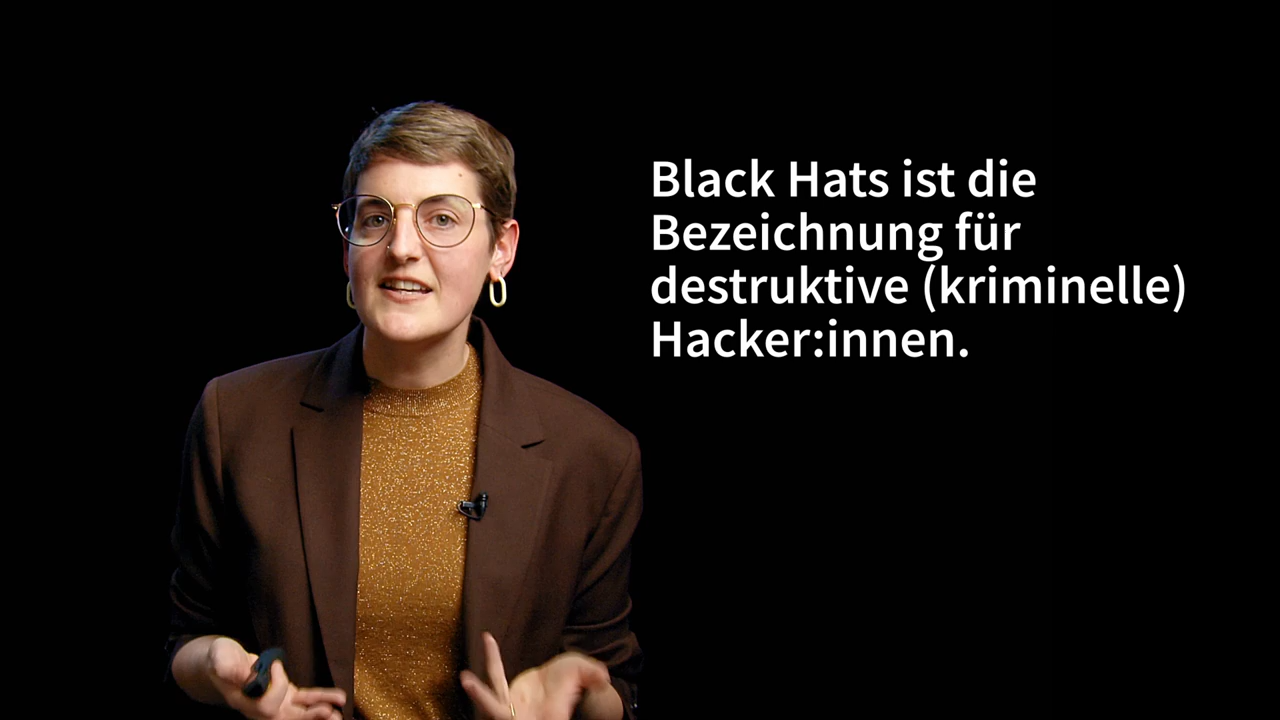 Black Hats ist die
Bezeichnung für
destruktive (kriminelle)
Hacker:innen.